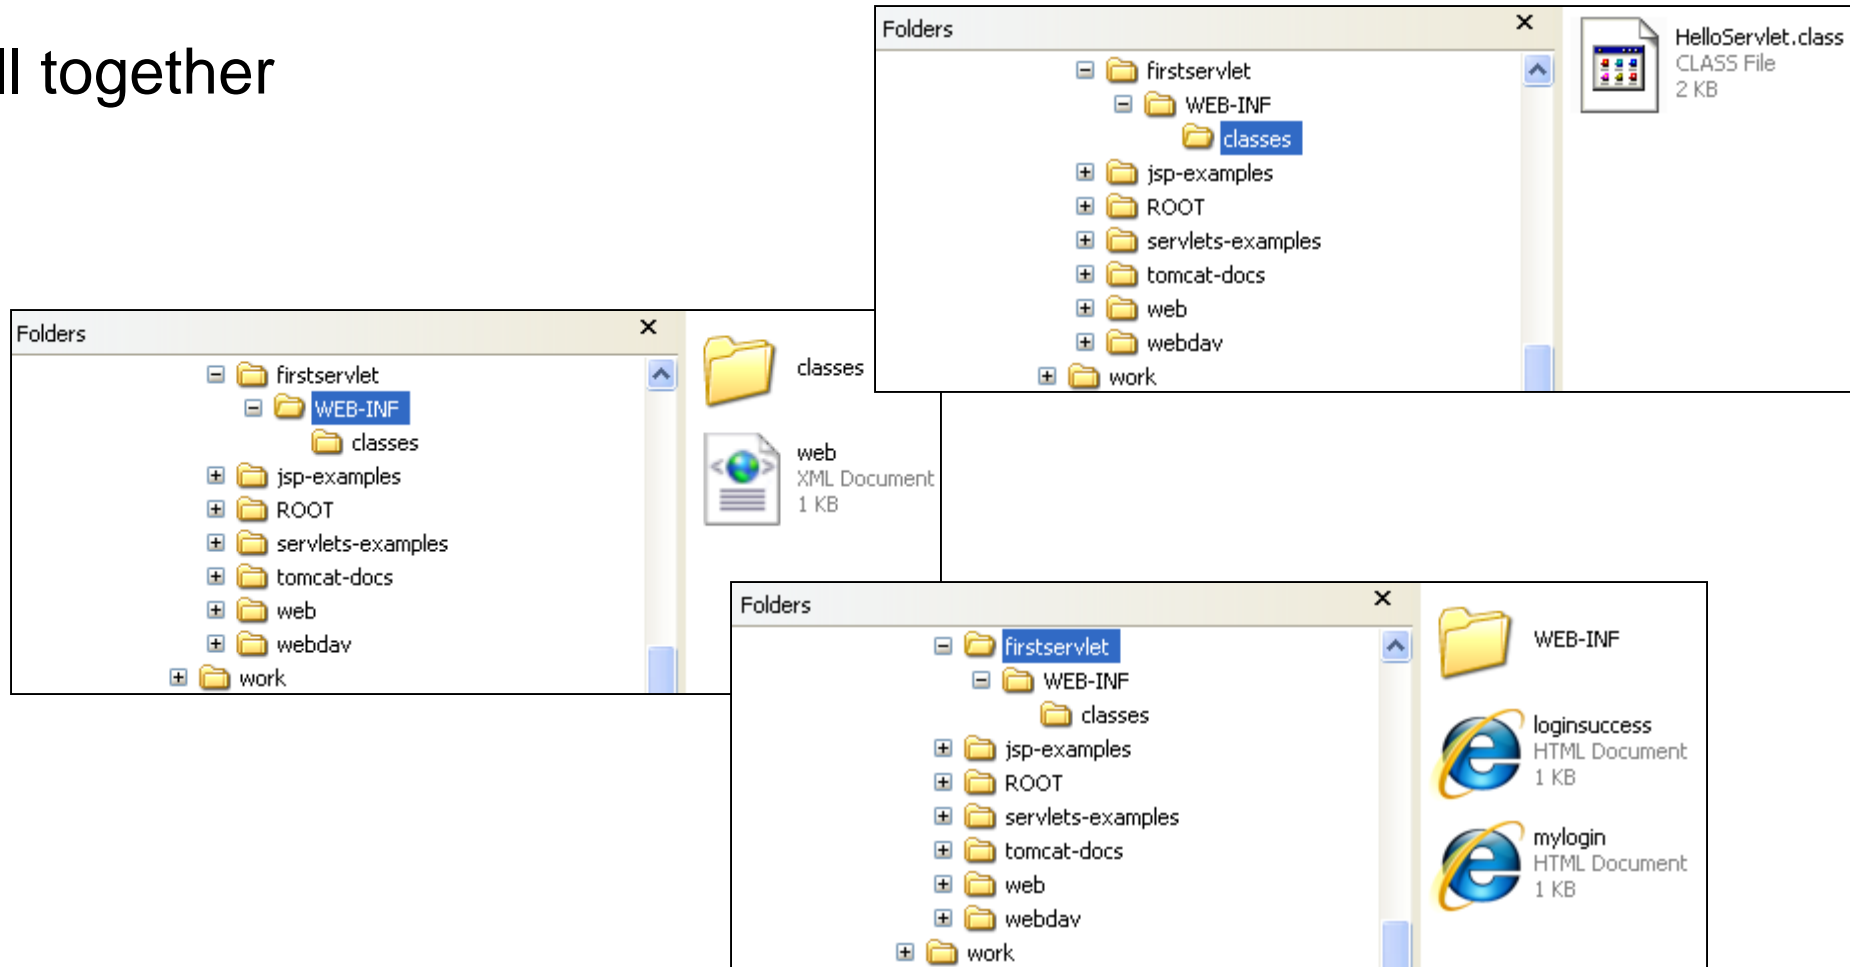 ll together
Folders
firstservlet
WEB-INF
classes
jsp-examples
ROOT
servlets-examples
tomcat-docs
web
webdav
work
HelloServlet.class
CLASS File
2 KB
Folders
firstservlet
WEB-INF
classes
jsp-examples
ROOT
servlets-examples
tomcat-docs
web
webdav
work
classes
web
XML Document
1 KB
Folders
firstservlet
WEB-INF
classes
jsp-examples
ROOT
servlets-examples
tomcat-docs
web
webdav
work
WEB-INF
loginsuccess
HTML Document
1 KB
mylogin
HTML Document
1 KB